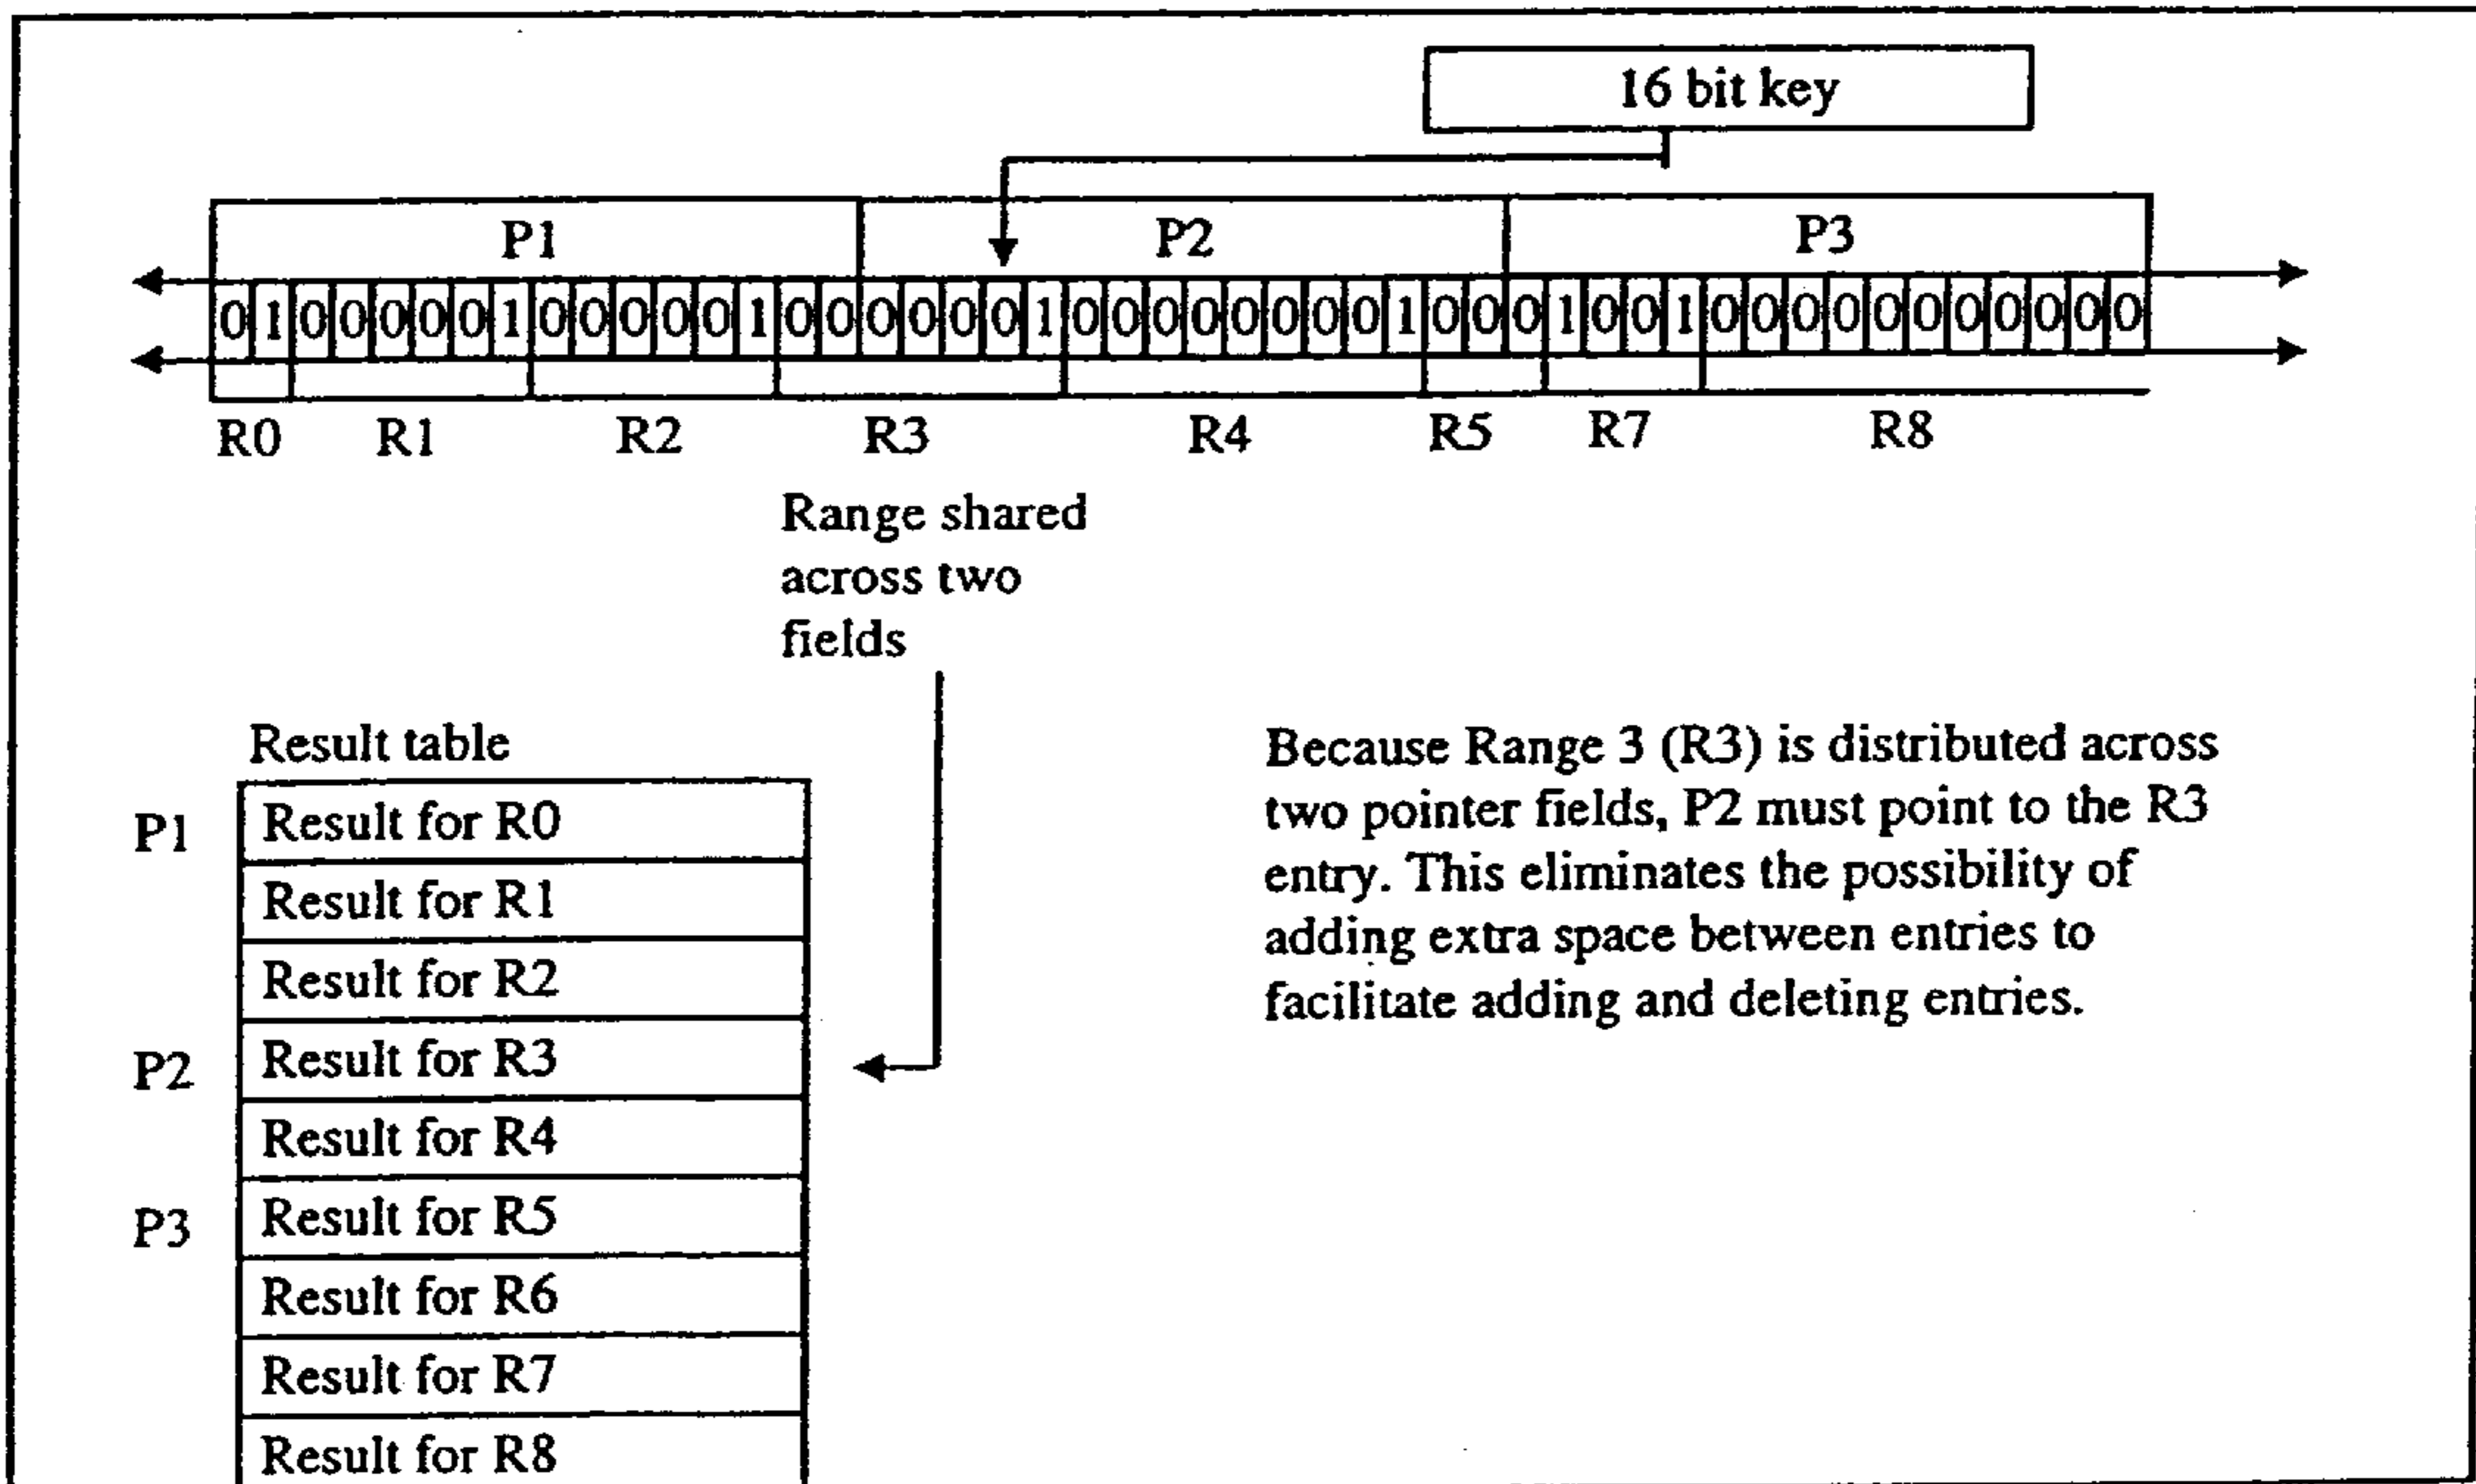 16 bit key
P1 P2 P3
0 1 0 0 0 0 0 1 0 0 0 0 0 1 0 0 0 0 0 0 1 0 0 0 0 0 0 0 0 1 0 0 0 1 0 0 1 0 0 0 0 0 0 0 0 0 0 0
R0 R1 R2 R3 R4 R5 R7 R8
Range shared
across two
fields
Result table
P1 Result for R0
Result for R1
Result for R2
P2 Result for R3
Result for R4
P3 Result for R5
Result for R6
Result for R7
Result for R8
Because Range 3 (R3) is distributed across
two pointer fields, P2 must point to the R3
entry. This eliminates the possibility of
adding extra space between entries to
facilitate adding and deleting entries.